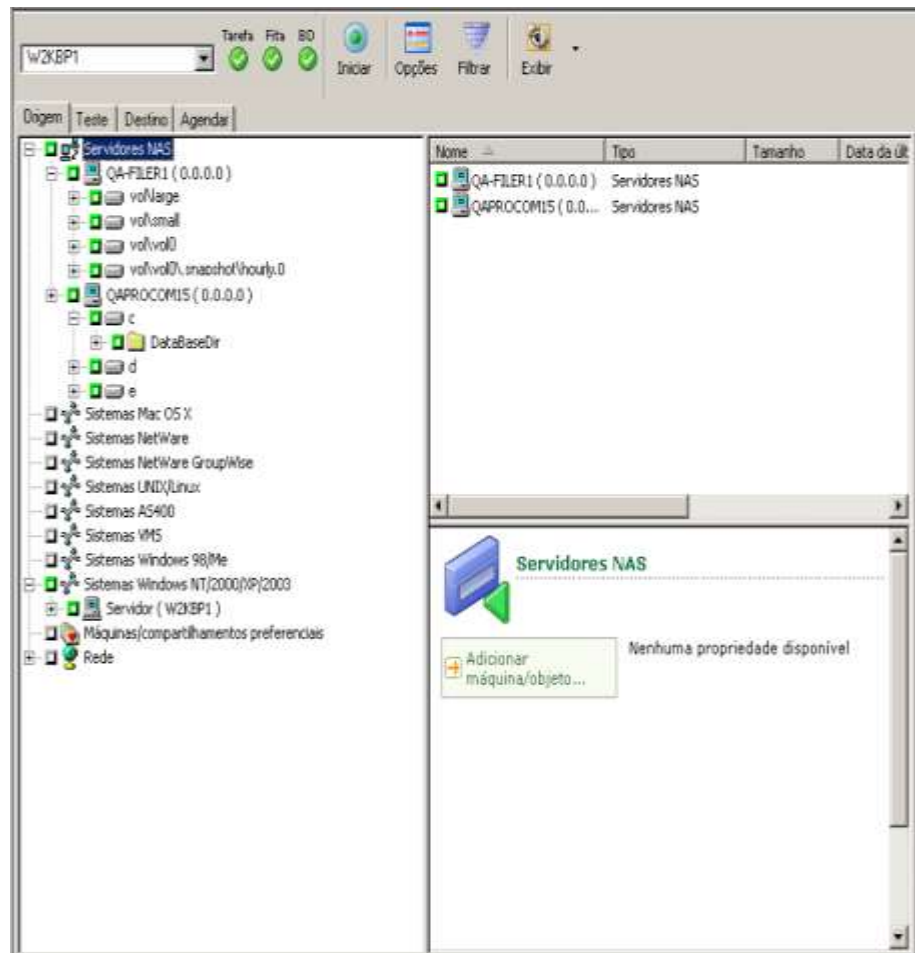 Tarefa Fita BD
W2KBP1
Iniciar Opções Filtrar Exibir
Origem Teste Destino Agendar
Servidores NAS
QA-FILER1 ( 0.0.0.0 )
vol\large
vol\small
vol\vol0
vol\vol0\.snapshot\hourly.0
QAPROCOM15 ( 0.0.0.0 )
c
DataBaseDir
d
e
Sistemas Mac OS X
Sistemas NetWare
Sistemas NetWare GroupWise
Sistemas UNIX/Linux
Sistemas AS400
Sistemas VMS
Sistemas Windows 98/Me
Sistemas Windows NT/2000/XP/2003
Servidor ( W2KBP1 )
Máquinas/compartilhamentos preferenciais
Rede
Nome Tipo Tamanho Data da últ
QA-FILER1 ( 0.0.0.0 ) Servidores NAS
QAPROCOM15 ( 0.0... Servidores NAS
Servidores NAS
Adicionar máquina/objeto...
Nenhuma propriedade disponível